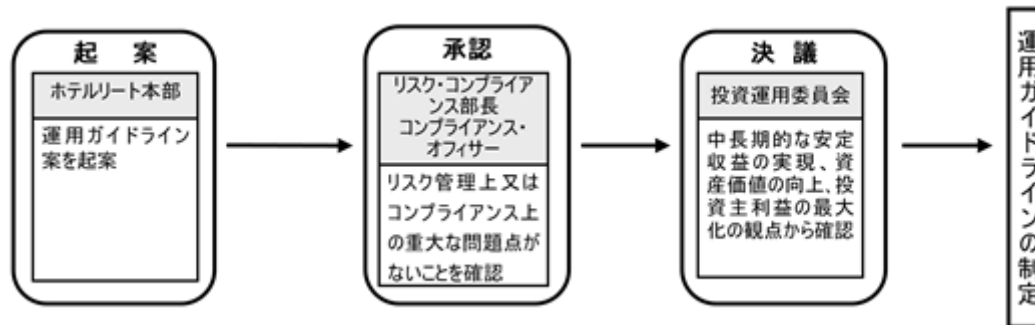 起 案
ホテルリート本部
運用ガイドライン
案を起案
承認
リスク・コンプライア
ンス部長
コンプライアンス・
オフィサー
リスク管理上又は
コンプライアンス上
の重大な問題点が
ないことを確認
決 議
投資運用委員会
中長期的な安定
収益の実現、資
産価値の向上、投
資主利益の最大
化の観点から確認
運用ガイドラインの制定